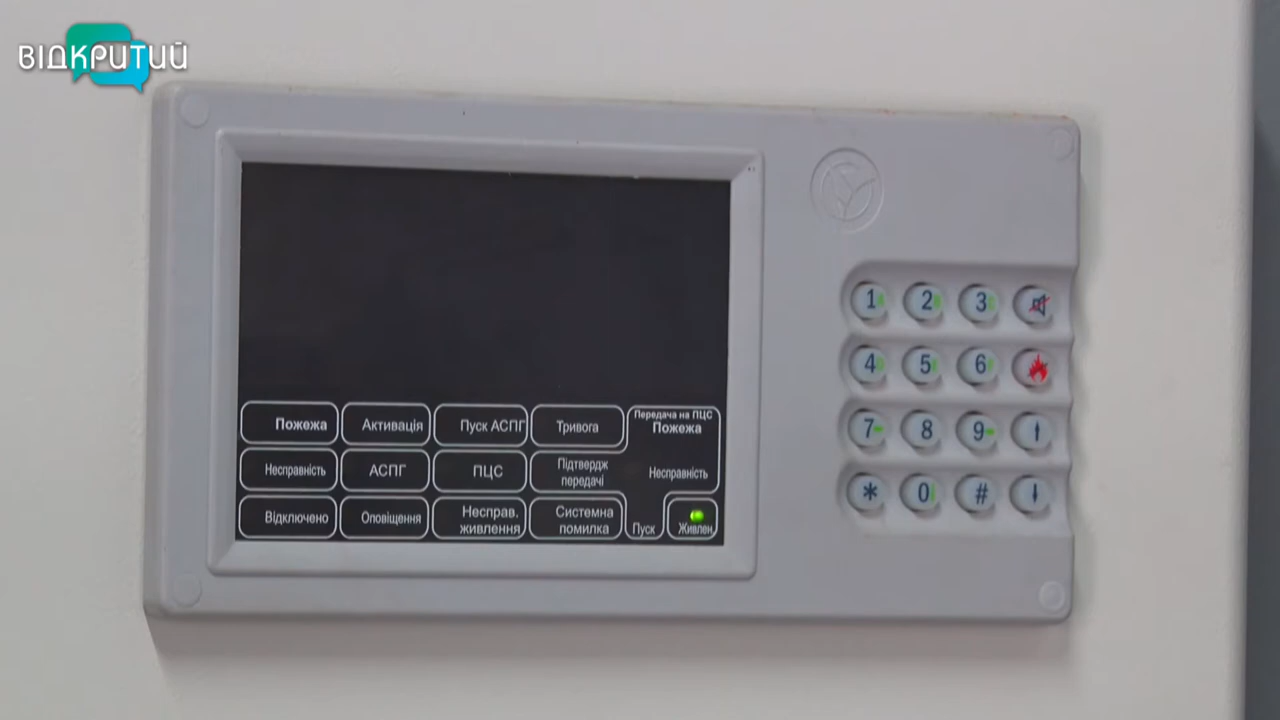 ВІДКРИТИЙ
Пожежа
Активація
Пуск АСПГ
Тривога
Передача на ПЦС
Пожежа
Несправність
АСПГ
ПЦС
Підтвердж
передачі
Несправність
Відключено
Оповіщення
Несправ.
живлення
Системна
помилка
Пуск
Живлен
1 2 3
4 5 6
7 8 9
* 0 #